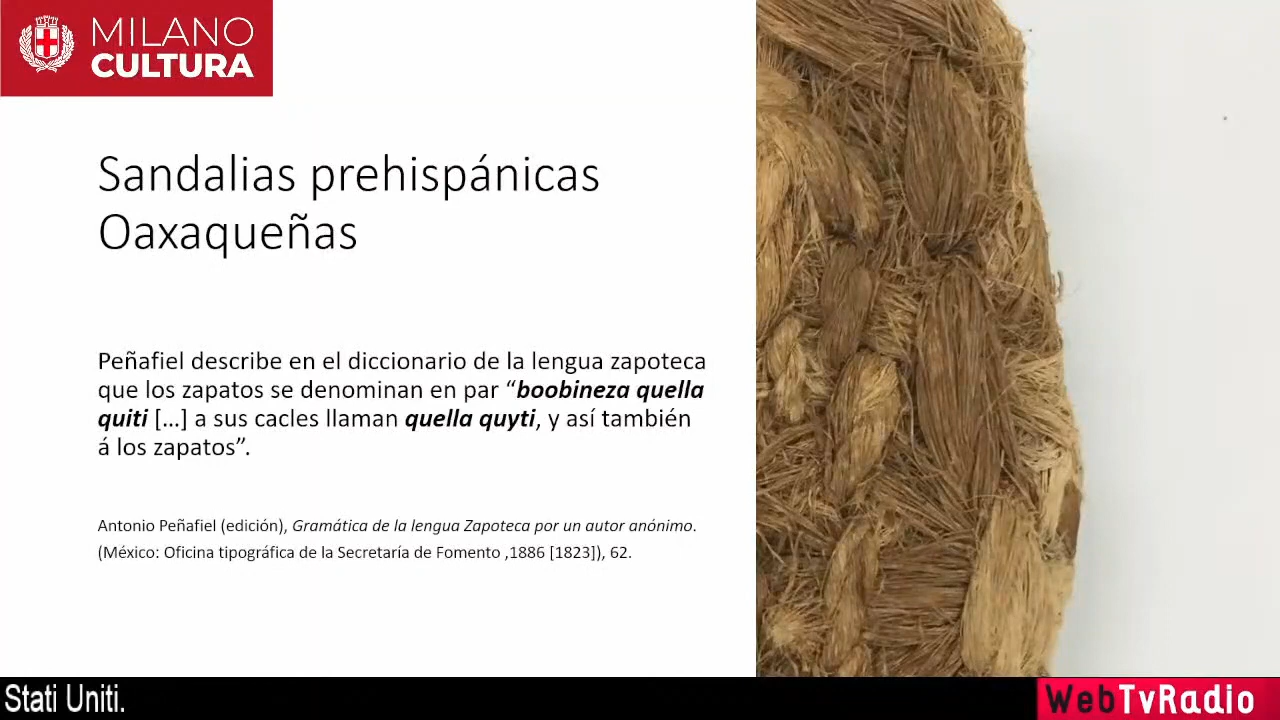 MILANO
CULTURA
Sandalias prehispánicas
Oaxaqueñas
Peñafiel describe en el diccionario de la lengua zapoteca
que los zapatos se denominan en par “boobineza quella
quiti [...] a sus cacles llaman quella quyti, y así también
á los zapatos”.
Antonio Peñafiel (edición), Gramática de la lengua Zapoteca por un autor anónimo.
(México: Oficina tipográfica de la Secretaría de Fomento ,1886 [1823]), 62.
Stati Uniti.
WebTvRadio